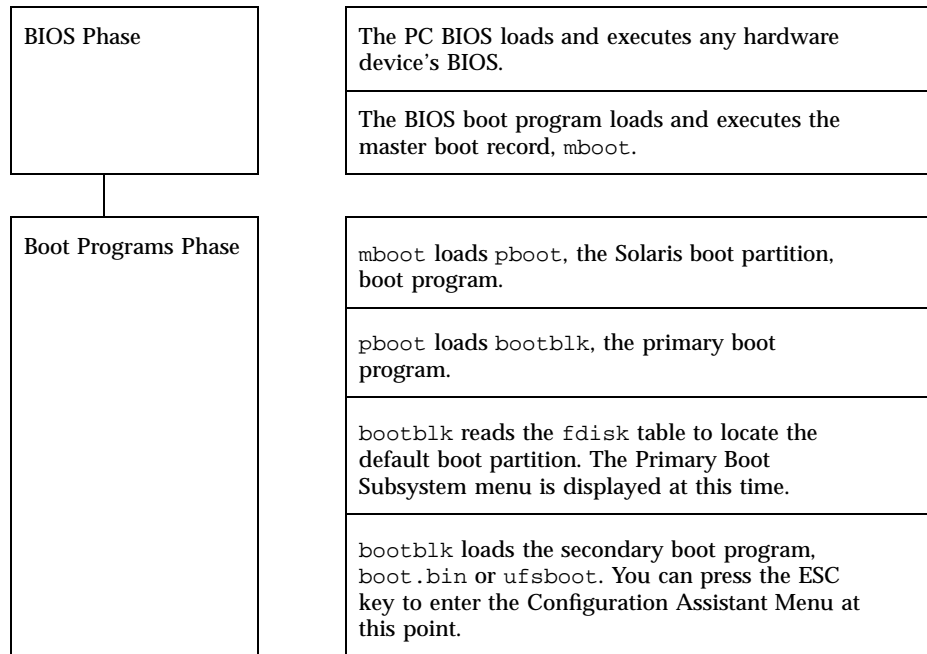 BIOS Phase
The PC BIOS loads and executes any hardware
device's BIOS.
The BIOS boot program loads and executes the
master boot record, mboot.
Boot Programs Phase
mboot loads pboot, the Solaris boot partition,
boot program.
pboot loads bootblk, the primary boot
program.
bootblk reads the fdisk table to locate the
default boot partition. The Primary Boot
Subsystem menu is displayed at this time.
bootblk loads the secondary boot program,
boot.bin or ufsboot. You can press the ESC
key to enter the Configuration Assistant Menu at
this point.